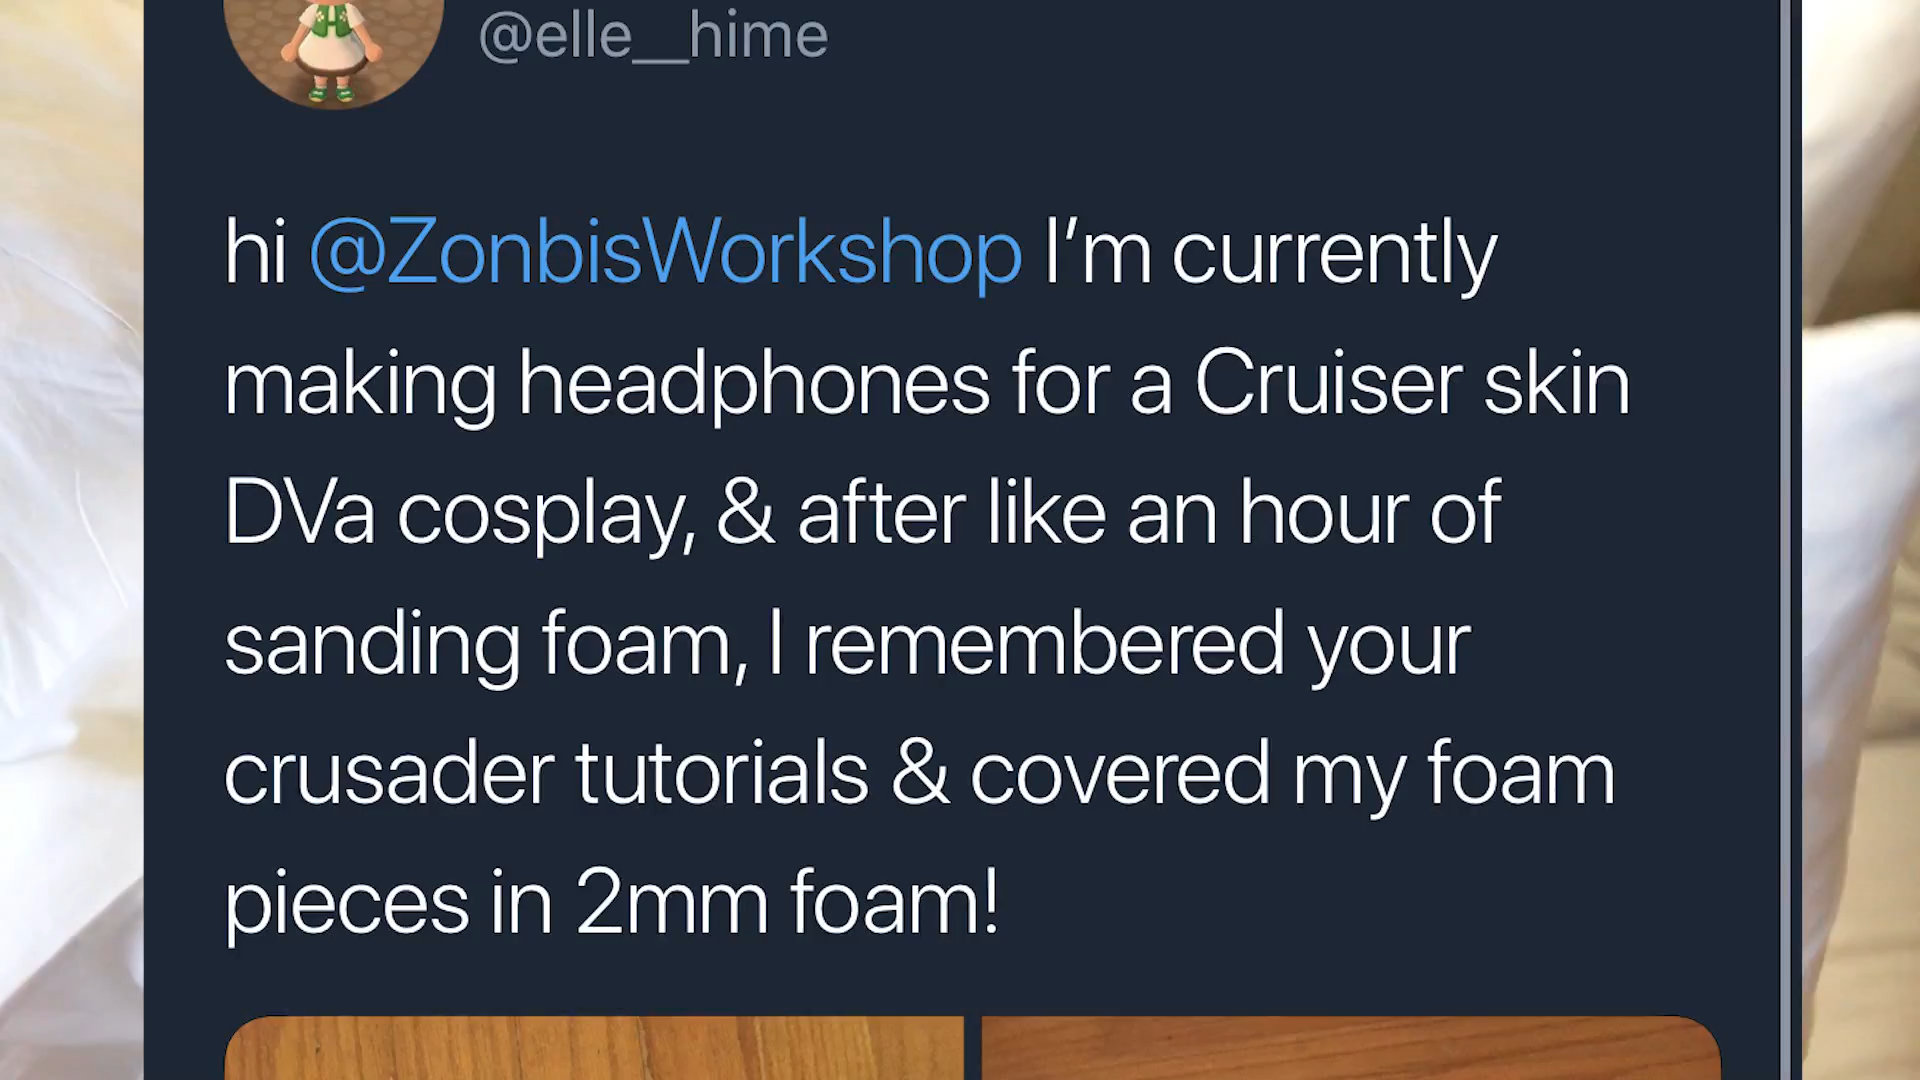 @elle__hime
hi @ZonbisWorkshop I’m currently
making headphones for a Cruiser skin
DVa cosplay, & after like an hour of
sanding foam, I remembered your
crusader tutorials & covered my foam
pieces in 2mm foam!